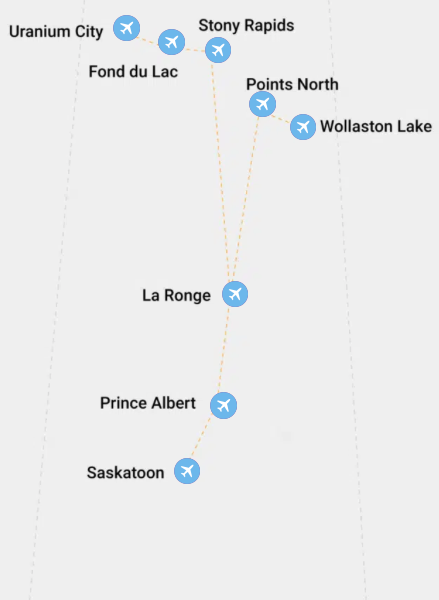 Stony Rapids
Uranium City
Fond du Lac
Points North
Wollaston Lake
La Ronge
Prince Albert
Saskatoon